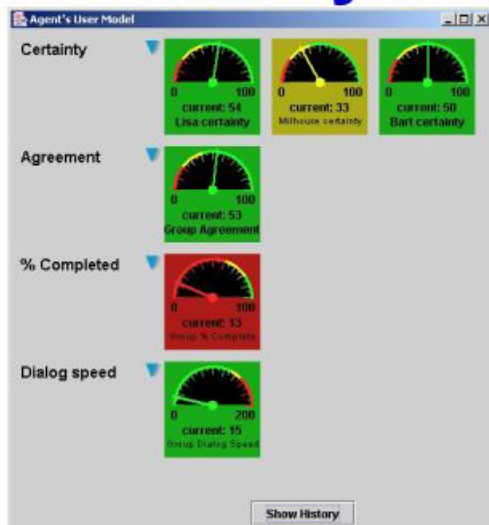 Agent's User Model
Certainty
0 100
current: 54
Lisa certainty
0 100
current: 33
Milhouse certainty
0 100
current: 50
Bart certainty
Agreement
0 100
current: 53
Group Agreement
% Completed
0 100
current: 13
Group % Complete
Dialog speed
0 200
current: 15
Group Dialog Speed
Show History